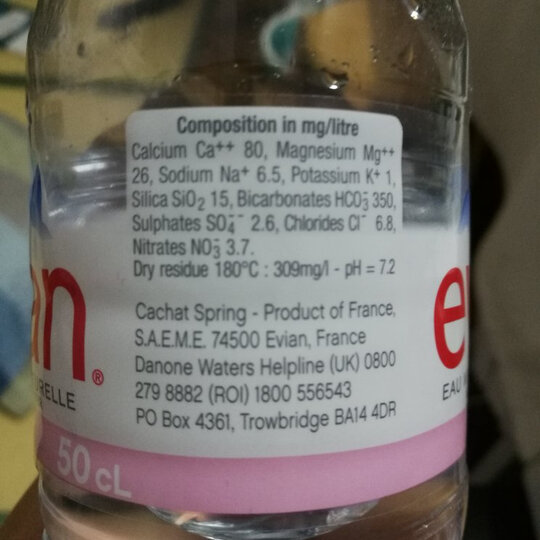 Composition in mg/litre
Calcium Ca++ 80, Magnesium Mg++
26, Sodium Na+ 6.5, Potassium K+ 1,
Silica SiO2 15, Bicarbonates HCO3- 350,
Sulphates SO4-- 2.6, Chlorides Cl- 6.8,
Nitrates NO3- 3.7.
Dry residue 180°C : 309mg/l - pH = 7.2
Cachat Spring - Product of France,
S.A.E.M.E. 74500 Evian, France
Danone Waters Helpline (UK) 0800
279 8882 (ROI) 1800 556543
PO Box 4361, Trowbridge BA14 4DR
an®
RELLE
EAU
50 cL